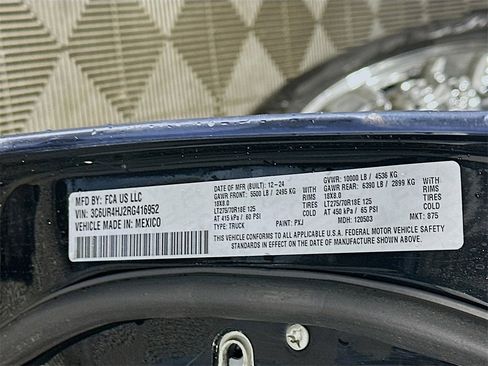 MFD BY: FCA US LLC
VIN: 3C6UR4HJ2RG416952
VEHICLE MADE IN: MEXICO
DATE OF MFR (BUILT): 12-24
GAWR FRONT: 5500 LB / 2495 KG
WITH
18X8.0 RIMS
LT275/70R18E 125 TIRES
AT 415 kPa / 60 PSI COLD
TYPE: TRUCK PAINT: PXJ
GVWR: 10000 LB / 4536 KG
GAWR REAR: 6390 LB / 2899 KG
WITH
18X8.0 RIMS
LT275/70R18E 125 TIRES
AT 450 kPa / 65 PSI COLD
MDH: 120503 MKT: 875
THIS VEHICLE CONFORMS TO ALL APPLICABLE U.S.A. FEDERAL MOTOR VEHICLE SAFETY
STANDARDS IN EFFECT ON THE DATE OF MANUFACTURE SHOWN ABOVE.